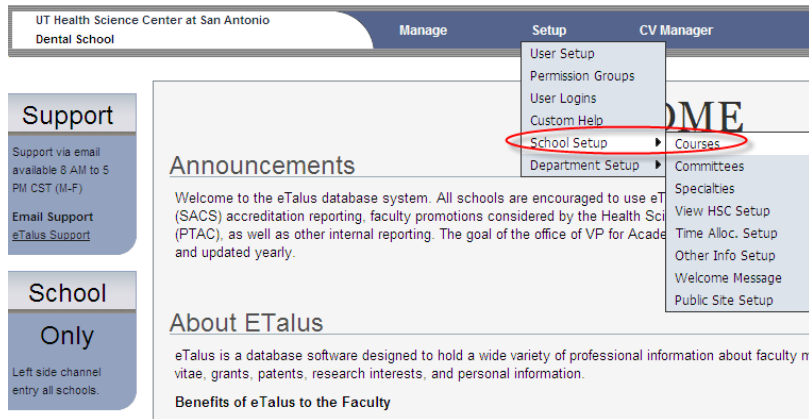 UT Health Science Center at San Antonio
Dental School
Manage Setup CV Manager
User Setup
Permission Groups
User Logins
Custom Help
School Setup
Department Setup
Courses
Committees
Specialties
View HSC Setup
Time Alloc. Setup
Other Info Setup
Welcome Message
Public Site Setup
OME
Support
Support via email
available 8 AM to 5
PM CST (M-F)
Email Support
eTalus Support
School
Only
Left side channel
entry all schools.
Announcements
Welcome to the eTalus database system. All schools are encouraged to use eT
(SACS) accreditation reporting, faculty promotions considered by the Health Sci
(PTAC), as well as other internal reporting. The goal of the office of VP for Acade
and updated yearly.
About ETalus
eTalus is a database software designed to hold a wide variety of professional information about faculty m
vitae, grants, patents, research interests, and personal information.
Benefits of eTalus to the Faculty